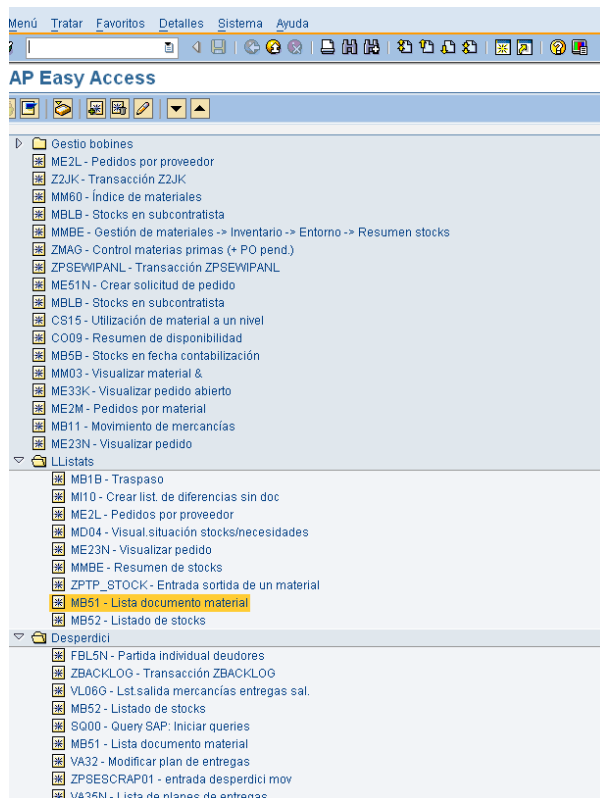 Menú Tratar Favoritos Detalles Sistema Ayuda
AP Easy Access
Gestio bobines
ME2L - Pedidos por proveedor
Z2JK - Transacción Z2JK
MM60 - Índice de materiales
MBLB - Stocks en subcontratista
MMBE - Gestión de materiales -> Inventario -> Entorno -> Resumen stocks
ZMAG - Control materias primas (+ PO pend.)
ZPSEWIPANL - Transacción ZPSEWIPANL
ME51N - Crear solicitud de pedido
MBLB - Stocks en subcontratista
CS15 - Utilización de material a un nivel
CO09 - Resumen de disponibilidad
MB5B - Stocks en fecha contabilización
MM03 - Visualizar material &
ME33K - Visualizar pedido abierto
ME2M - Pedidos por material
MB11 - Movimiento de mercancías
ME23N - Visualizar pedido
LListats
MB1B - Traspaso
MI10 - Crear list. de diferencias sin doc
ME2L - Pedidos por proveedor
MD04 - Visual.situación stocks/necesidades
ME23N - Visualizar pedido
MMBE - Resumen de stocks
ZPTP_STOCK - Entrada sortida de un material
MB51 - Lista documento material
MB52 - Listado de stocks
Desperdici
FBL5N - Partida individual deudores
ZBACKLOG - Transacción ZBACKLOG
VL06G - Lst.salida mercancías entregas sal.
MB52 - Listado de stocks
SQ00 - Query SAP: Iniciar queries
MB51 - Lista documento material
VA32 - Modificar plan de entregas
ZPSESCRAP01 - entrada desperdici mov
VA35N - Lista de planes de entregas